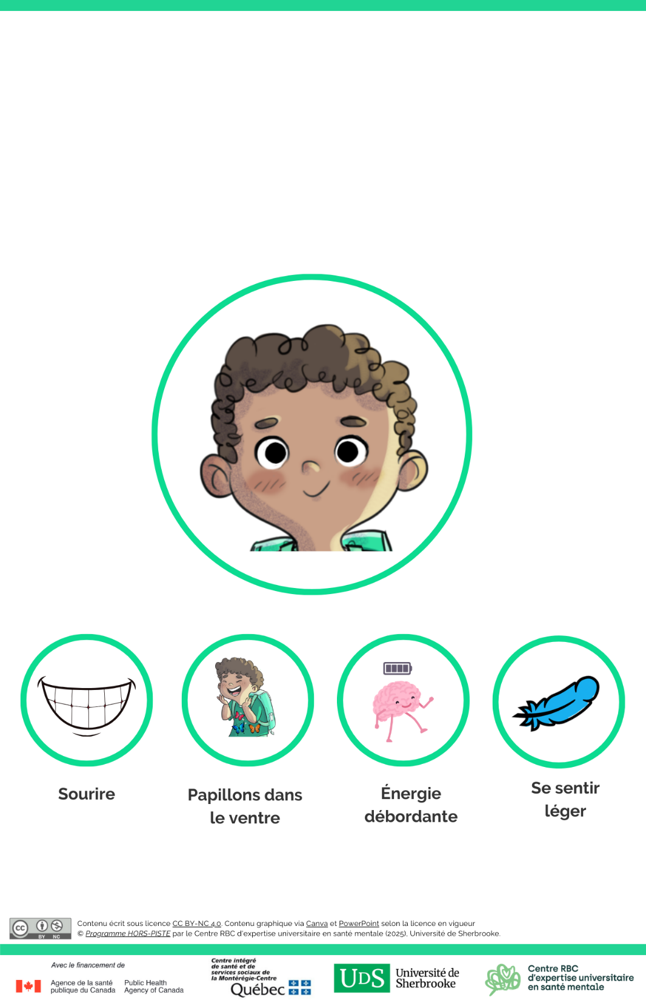 Sourire
Papillons dans
le ventre
Énergie
débordante
Se sentir
léger
CC
BY NC
Contenu écrit sous licence CC BY-NC 4.0. Contenu graphique via Canva et PowerPoint selon la licence en vigueur
© Programme HORS-PISTE par le Centre RBC d'expertise universitaire en santé mentale (2025), Université de Sherbrooke.
Avec le financement de
Agence de la santé
publique du Canada
Public Health
Agency of Canada
Centre intégré
de santé et de
services sociaux de
la Montérégie-Centre
Québec
UDS
Université de
Sherbrooke
Centre RBC
d'expertise universitaire
en santé mentale